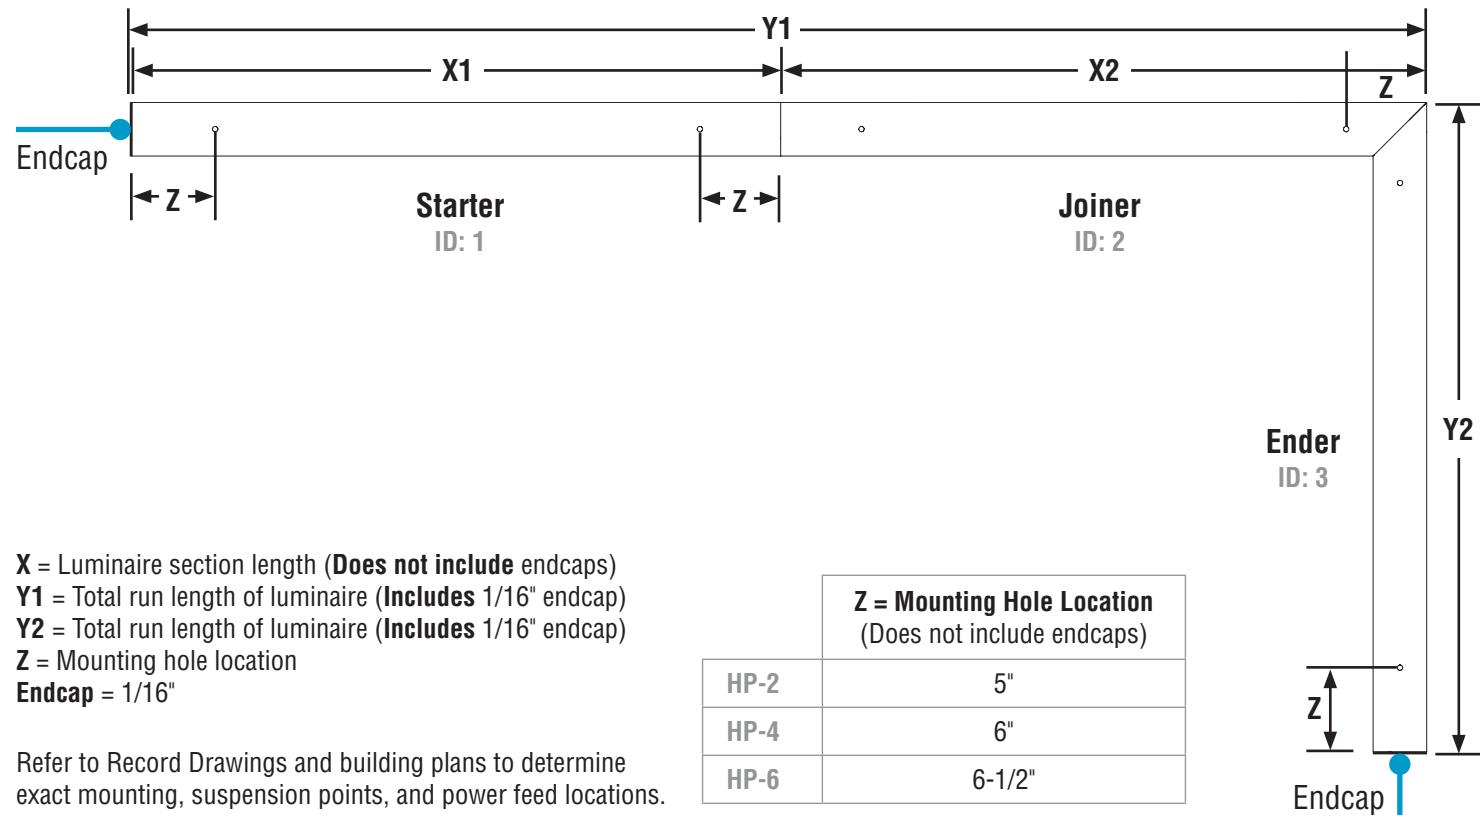 Y1
X1
X2
Z
Endcap
Z
Starter
ID: 1
Z
Joiner
ID: 2
Ender
ID: 3
Y2
X = Luminaire section length (Does not include endcaps)
Y1 = Total run length of luminaire (Includes 1/16" endcap)
Y2 = Total run length of luminaire (Includes 1/16" endcap)
Z = Mounting hole location
Endcap = 1/16"
Refer to Record Drawings and building plans to determine
exact mounting, suspension points, and power feed locations.
Z = Mounting Hole Location
(Does not include endcaps)
HP-2 5"
HP-4 6"
HP-6 6-1/2"
Z
Endcap